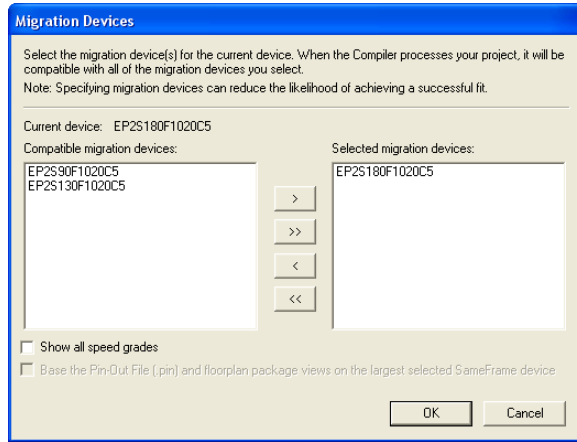 Migration Devices
Select the migration device(s) for the current device. When the Compiler processes your project, it will be
compatible with all of the migration devices you select.
Note: Specifying migration devices can reduce the likelihood of achieving a successful fit.
Current device: EP2S180F1020C5
Compatible migration devices:
Selected migration devices:
EP2S90F1020C5
EP2S130F1020C5
EP2S180F1020C5
>
>>
<
<<
Show all speed grades
Base the Pin-Out File (.pin) and floorplan package views on the largest selected SameFrame device
OK
Cancel